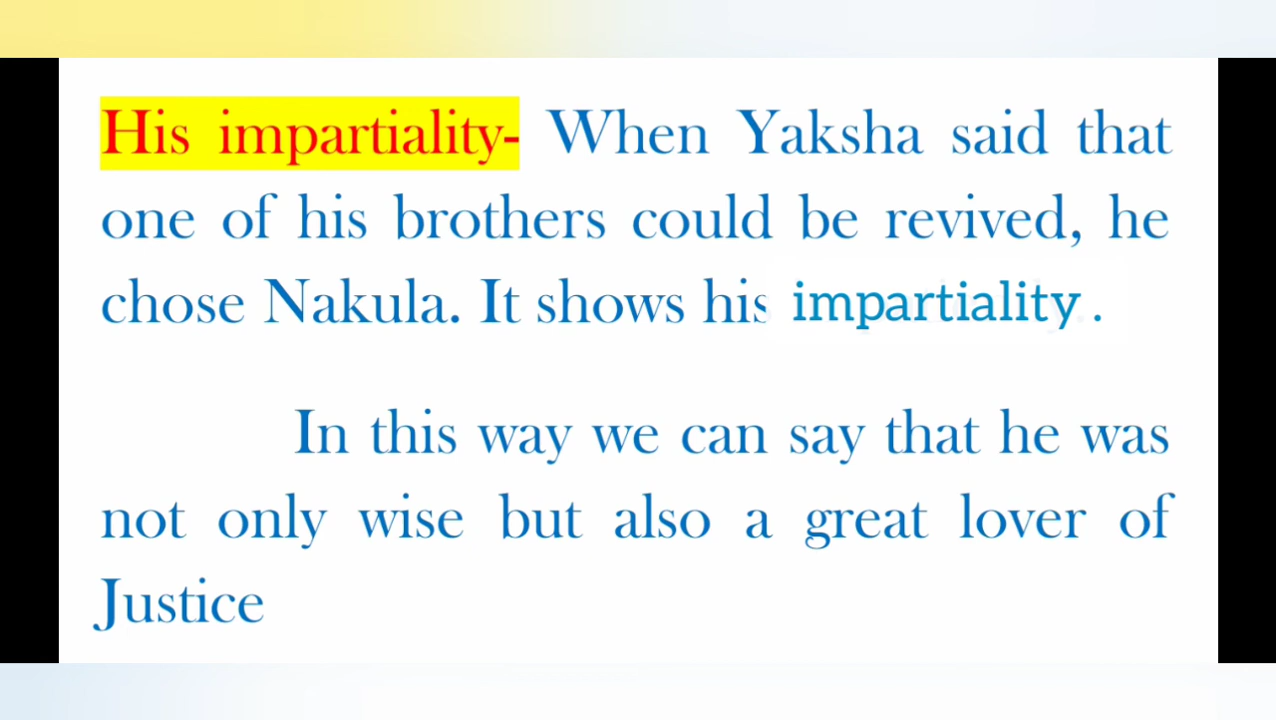 His impartiality- When Yaksha said that
one of his brothers could be revived, he
chose Nakula. It shows his impartiality.
In this way we can say that he was
not only wise but also a great lover of
Justice